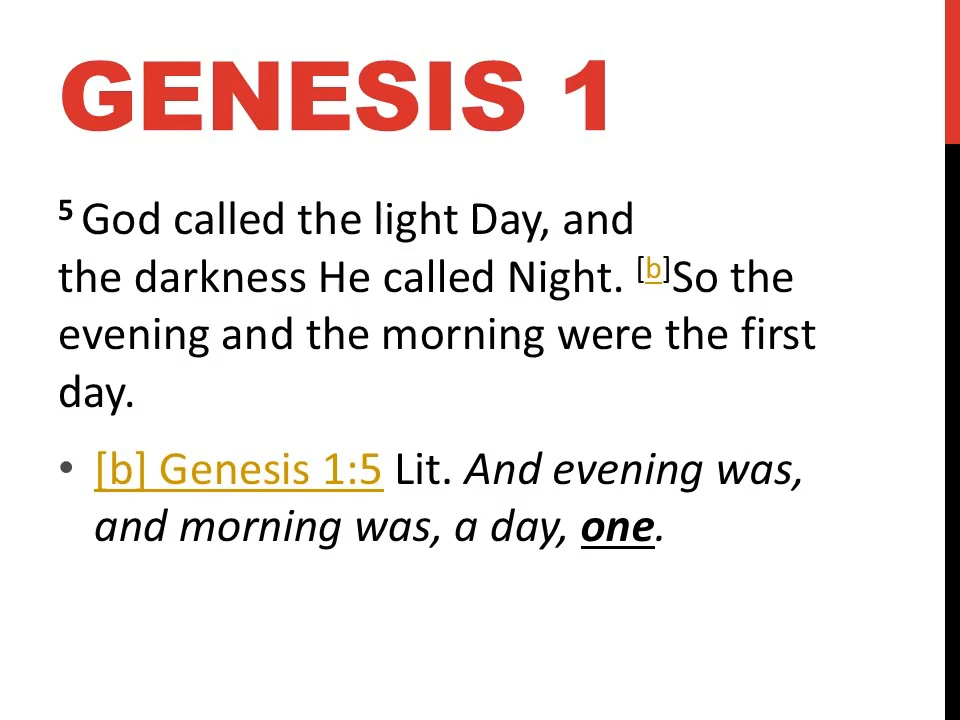 GENESIS 1
5 God called the light Day, and
the darkness He called Night. [b]So the
evening and the morning were the first
day.
• [b] Genesis 1:5 Lit. And evening was,
and morning was, a day, one.